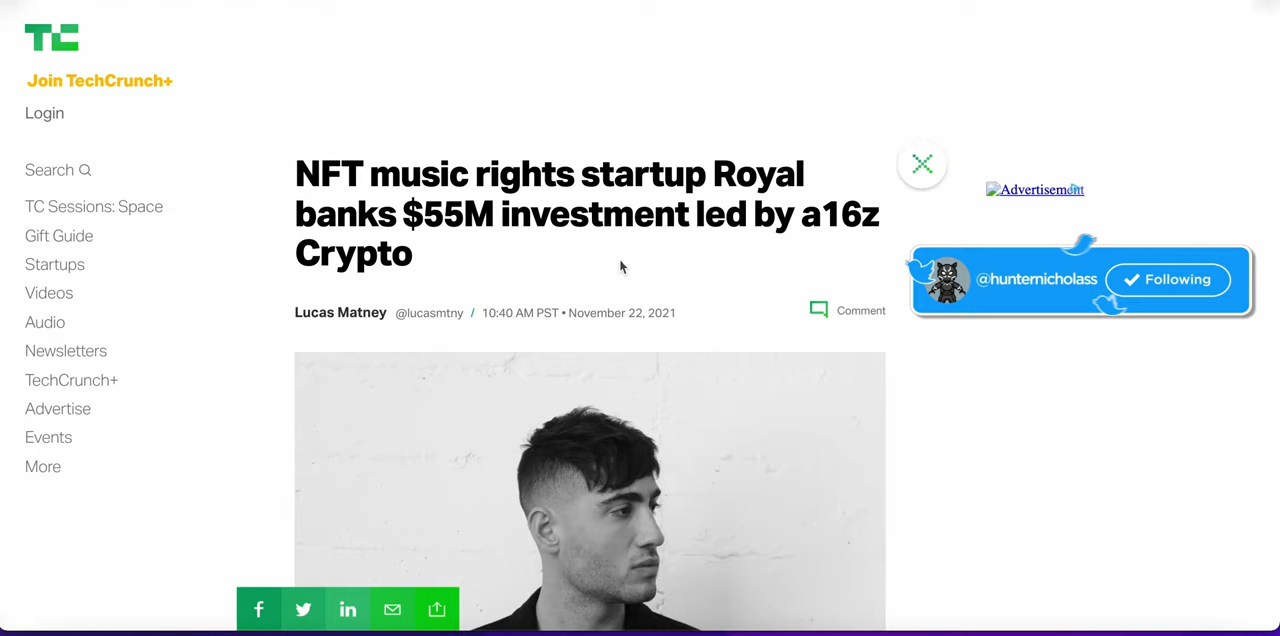 TC
Join TechCrunch+
Login
Search
TC Sessions: Space
Gift Guide
Startups
Videos
Audio
Newsletters
TechCrunch+
Advertise
Events
More
NFT music rights startup Royal
banks $55M investment led by a16z
Crypto
Lucas Matney @lucasmtny / 10:40 AM PST • November 22, 2021
Comment
Advertisement
@hunternicholass Following
f in